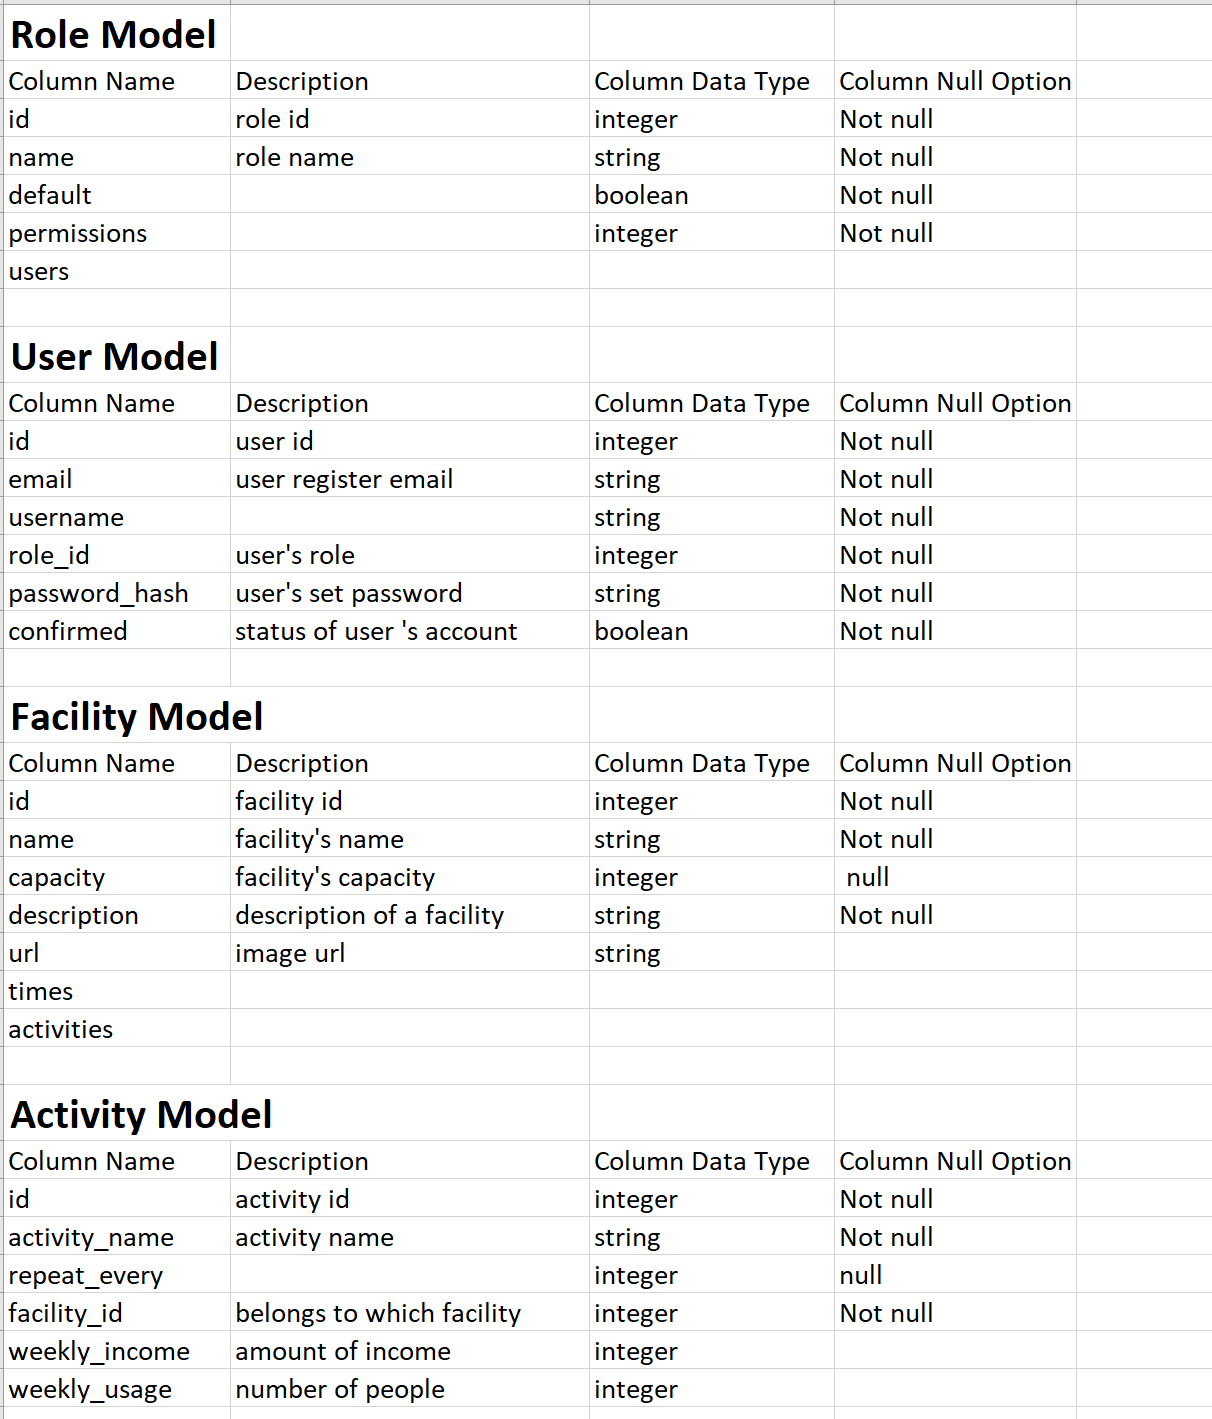 Role Model
Column Name Description Column Data Type Column Null Option
id role id integer Not null
name role name string Not null
default boolean Not null
permissions integer Not null
users
User Model
Column Name Description Column Data Type Column Null Option
id user id integer Not null
email user register email string Not null
username string Not null
role_id user's role integer Not null
password_hash user's set password string Not null
confirmed status of user 's account boolean Not null
Facility Model
Column Name Description Column Data Type Column Null Option
id facility id integer Not null
name facility's name string Not null
capacity facility's capacity integer null
description description of a facility string Not null
url image url string
times
activities
Activity Model
Column Name Description Column Data Type Column Null Option
id activity id integer Not null
activity_name activity name string Not null
repeat_every integer null
facility_id belongs to which facility integer Not null
weekly_income amount of income integer
weekly_usage number of people integer